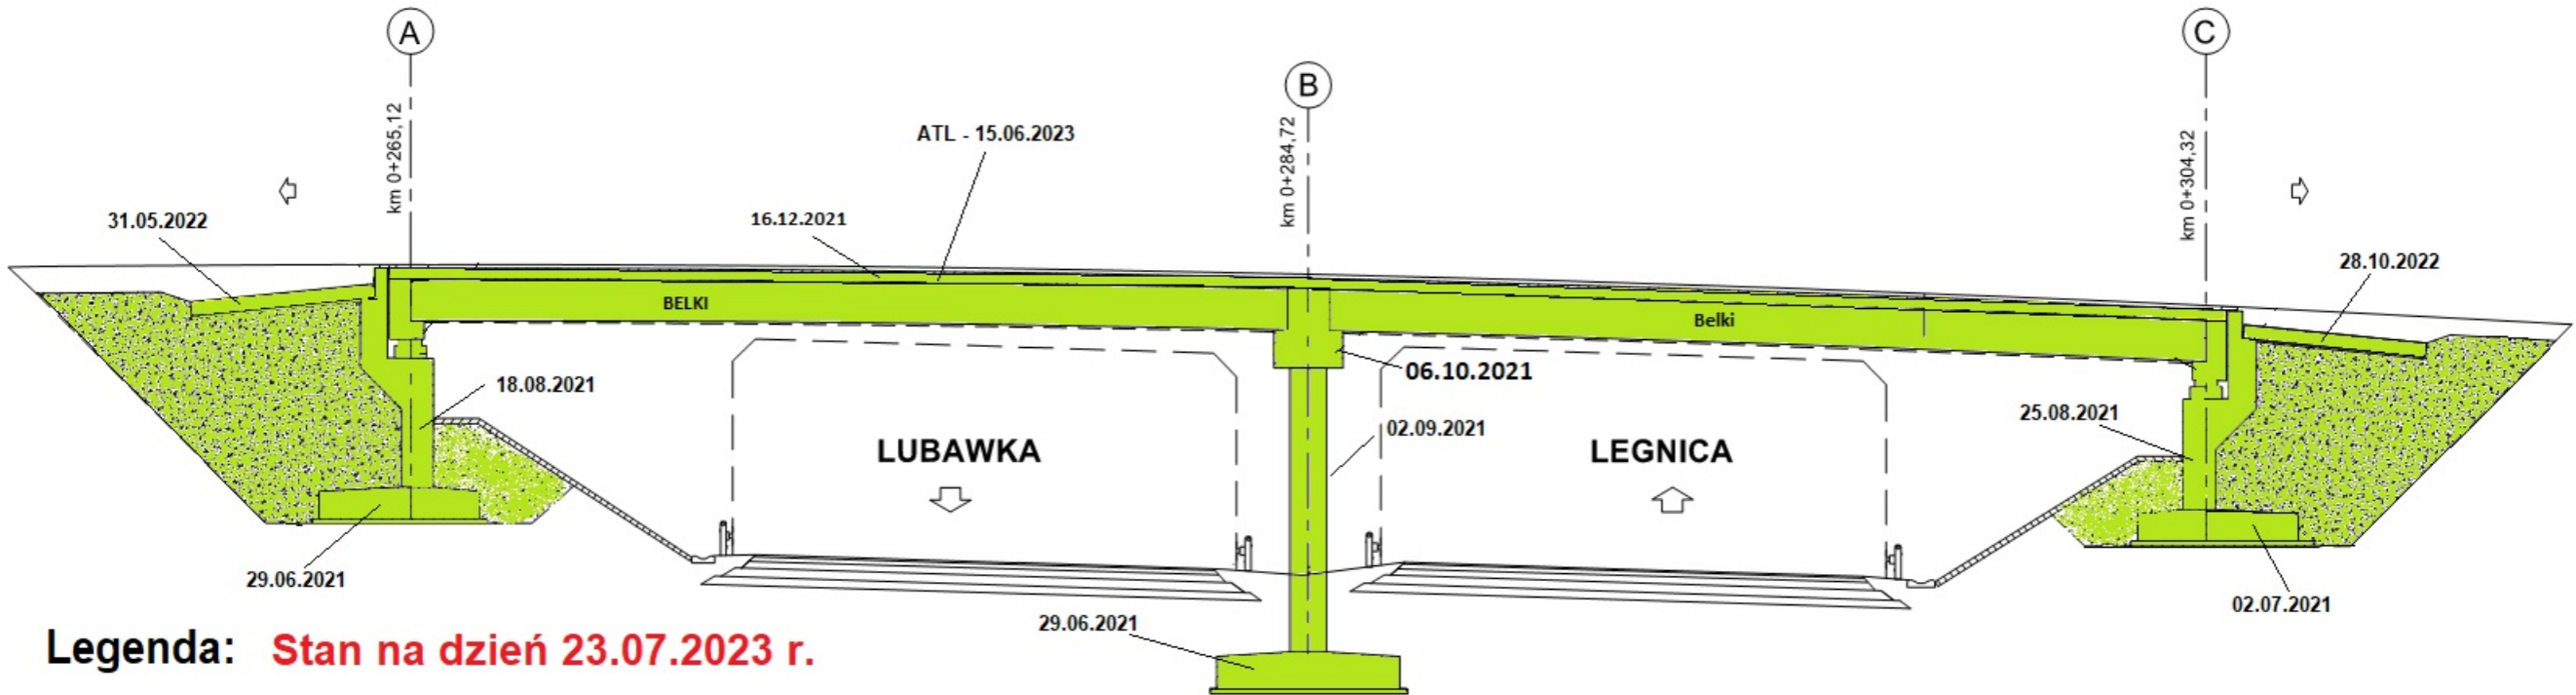 A
B
C
km 0+265,12
km 0+284,72
km 0+304,32
ATL - 15.06.2023
31.05.2022
16.12.2021
28.10.2022
BELKI
Belki
18.08.2021
06.10.2021
02.09.2021
25.08.2021
LUBAWKA
LEGNICA
29.06.2021
29.06.2021
02.07.2021
Legenda: Stan na dzień 23.07.2023 r.